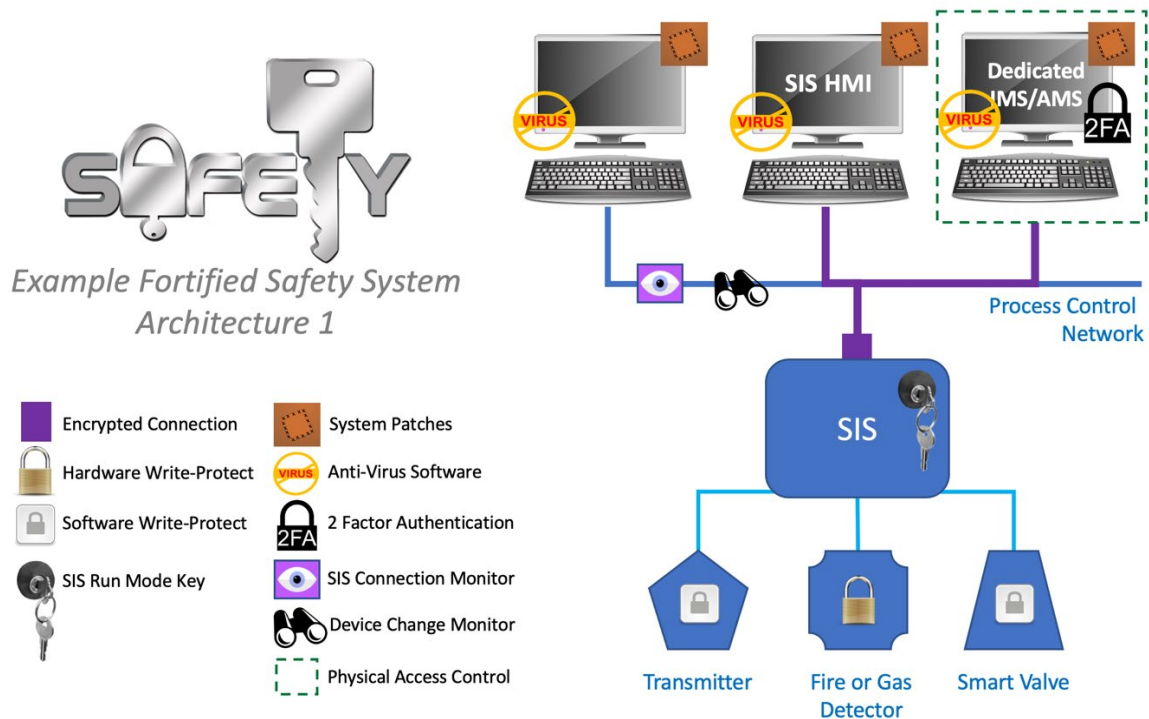 SAFETY
Example Fortified Safety System
Architecture 1
Encrypted Connection
Hardware Write-Protect
Software Write-Protect
SIS Run Mode Key
System Patches
VIRUS
Anti-Virus Software
2FA
2 Factor Authentication
SIS Connection Monitor
Device Change Monitor
Physical Access Control
VIRUS
SIS HMI
VIRUS
Dedicated
IMS/AMS
VIRUS
2FA
Process Control
Network
SIS
Transmitter
Fire or Gas
Detector
Smart Valve